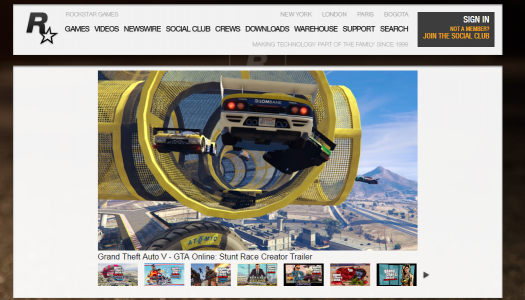 ROCKSTAR GAMES
NEW YORK LONDON PARIS BOGOTA
SIGN IN
GAMES VIDEOS NEWSWIRE SOCIAL CLUB CREWS DOWNLOADS WAREHOUSE SUPPORT SEARCH
NOT A MEMBER?
JOIN THE SOCIAL CLUB
MAKING TECHNOLOGY PART OF THE FAMILY SINCE 1998
R
ATOMIC
Grand Theft Auto V - GTA Online: Stunt Race Creator Trailer